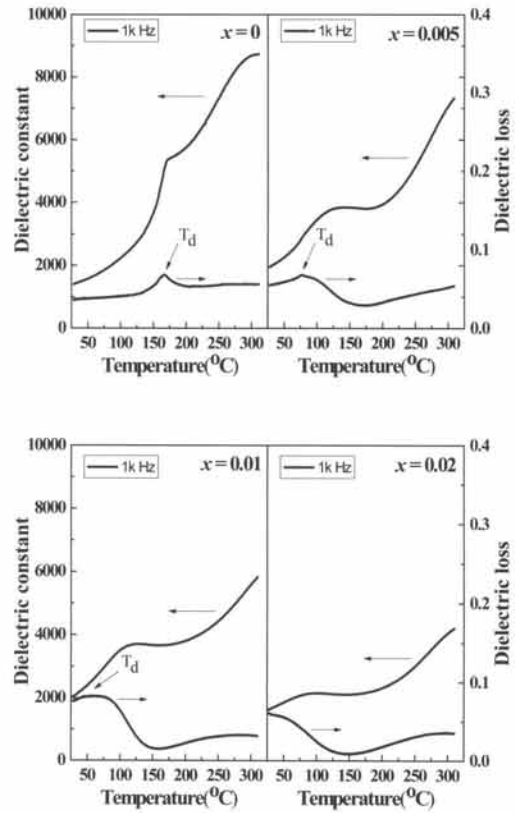 10000
8000
6000
4000
2000
0
Dielectric constant
1k Hz
x = 0
T_d
50 100 150 200 250 300
Temperature(°C)
1k Hz
x = 0.005
T_d
50 100 150 200 250 300
Temperature(°C)
0.4
0.3
0.2
0.1
0.0
Dielectric loss
10000
8000
6000
4000
2000
0
Dielectric constant
1k Hz
x = 0.01
T_d
50 100 150 200 250 300
Temperature(°C)
1k Hz
x = 0.02
50 100 150 200 250 300
Temperature(°C)
0.4
0.3
0.2
0.1
0.0
Dielectric loss